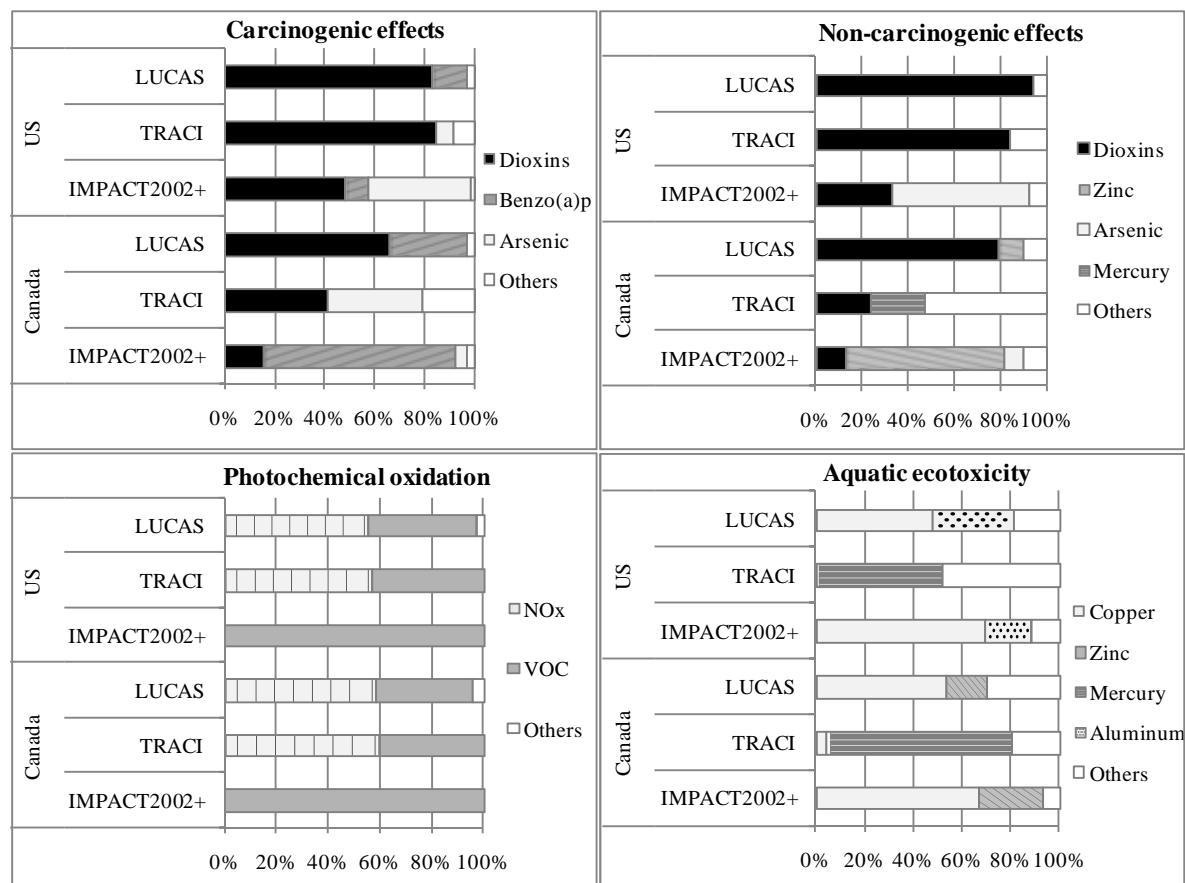 Carcinogenic effects
US
LUCAS
TRACI
IMPACT2002+
Canada
LUCAS
TRACI
IMPACT2002+
0% 20% 40% 60% 80% 100%
Dioxins
Benzo(a)p
Arsenic
Others
Non-carcinogenic effects
US
LUCAS
TRACI
IMPACT2002+
Canada
LUCAS
TRACI
IMPACT2002+
0% 20% 40% 60% 80% 100%
Dioxins
Zinc
Arsenic
Mercury
Others
Photochemical oxidation
US
LUCAS
TRACI
IMPACT2002+
Canada
LUCAS
TRACI
IMPACT2002+
0% 20% 40% 60% 80% 100%
NOx
VOC
Others
Aquatic ecotoxicity
US
LUCAS
TRACI
IMPACT2002+
Canada
LUCAS
TRACI
IMPACT2002+
0% 20% 40% 60% 80% 100%
Copper
Zinc
Mercury
Aluminum
Others